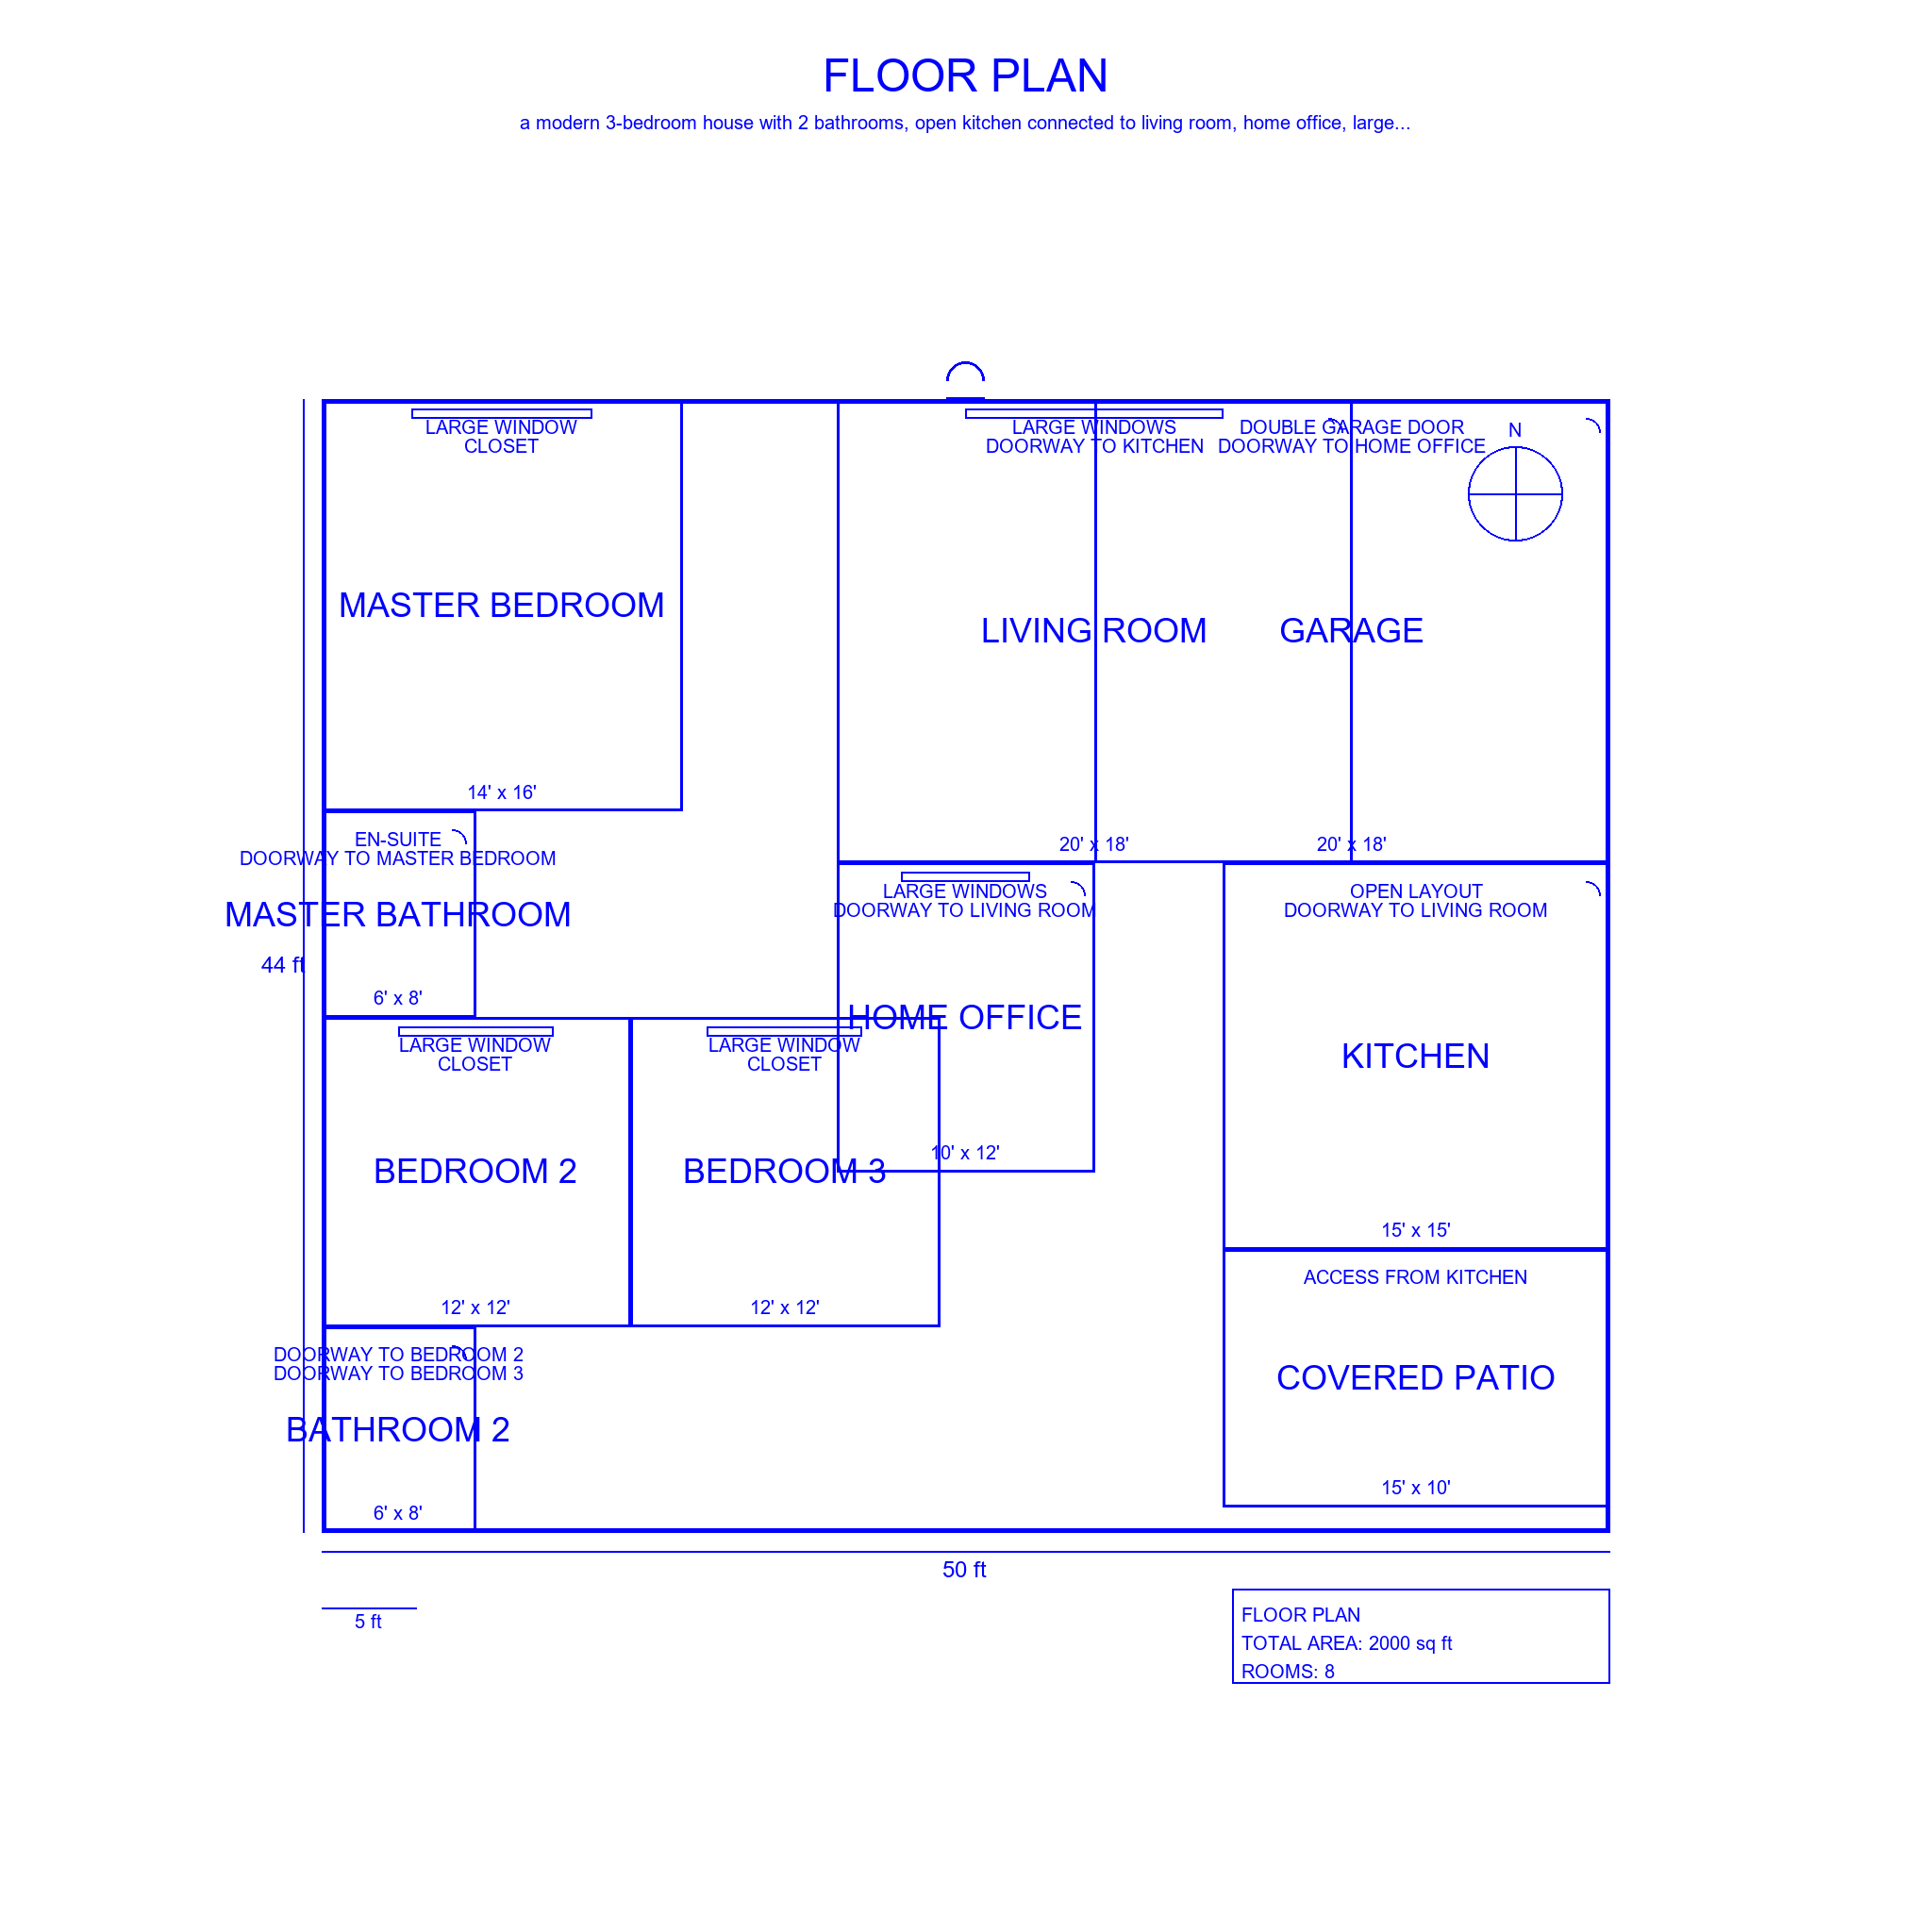 FLOOR PLAN
a modern 3-bedroom house with 2 bathrooms, open kitchen connected to living room, home office, large...
LARGE WINDOW
CLOSET
MASTER BEDROOM
14' x 16'
LARGE WINDOWS
DOORWAY TO KITCHEN
LIVING ROOM
20' x 18'
DOUBLE GARAGE DOOR
DOORWAY TO HOME OFFICE
GARAGE
20' x 18'
N
EN-SUITE
DOORWAY TO MASTER BEDROOM
MASTER BATHROOM
6' x 8'
44 ft
LARGE WINDOWS
DOORWAY TO LIVING ROOM
HOME OFFICE
10' x 12'
OPEN LAYOUT
DOORWAY TO LIVING ROOM
KITCHEN
15' x 15'
LARGE WINDOW
CLOSET
BEDROOM 2
12' x 12'
LARGE WINDOW
CLOSET
BEDROOM 3
12' x 12'
ACCESS FROM KITCHEN
COVERED PATIO
15' x 10'
DOORWAY TO BEDROOM 2
DOORWAY TO BEDROOM 3
BATHROOM 2
6' x 8'
50 ft
5 ft
FLOOR PLAN
TOTAL AREA: 2000 sq ft
ROOMS: 8